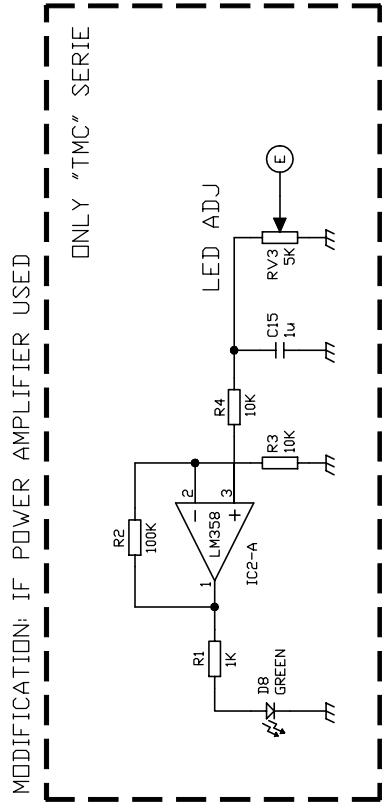 MODIFICATION: IF POWER AMPLIFIER USED
ONLY "TMC" SERIE
LED ADJ
E
RV3
5K
C15
1u
R4
10K
R3
10K
R2
100K
2
3
1
LM358
IC2-A
R1
1K
D8
GREEN